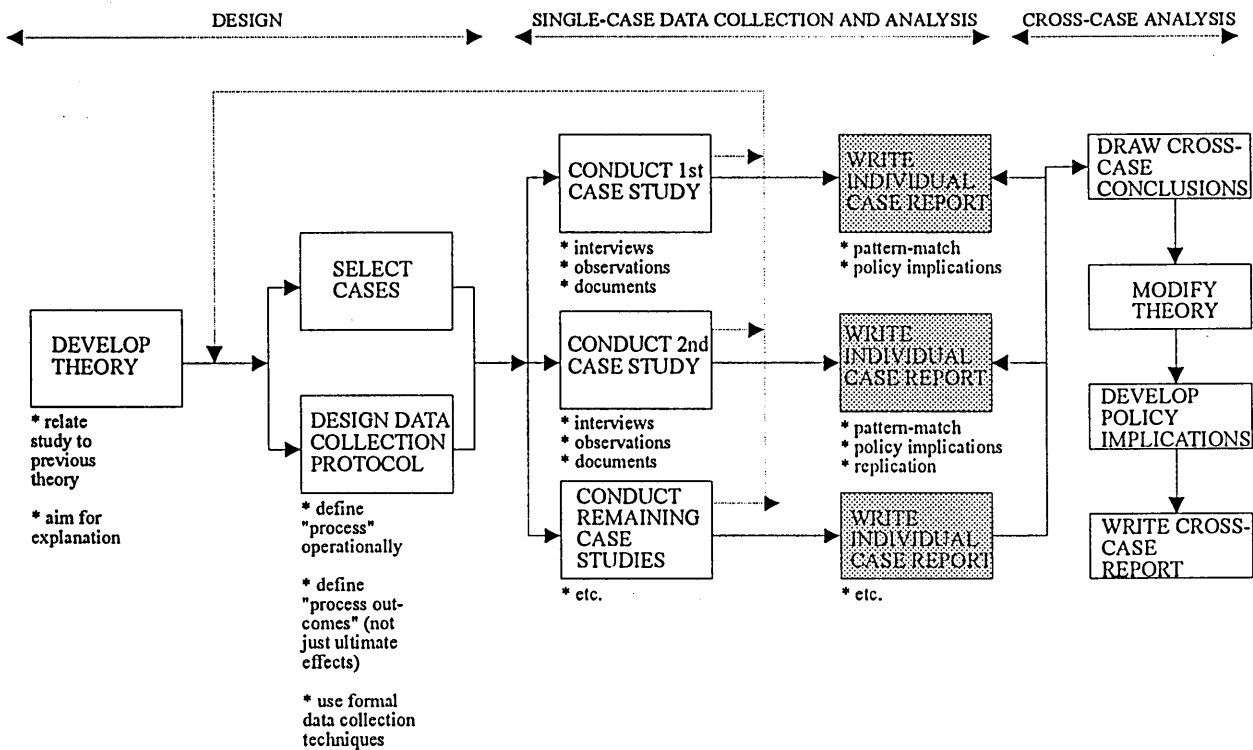 DESIGN
SINGLE-CASE DATA COLLECTION AND ANALYSIS
CROSS-CASE ANALYSIS
DEVELOP
THEORY
* relate
study to
previous
theory
* aim for
explanation
SELECT
CASES
DESIGN DATA
COLLECTION
PROTOCOL
* define
"process"
operationally
* define
"process out-
comes" (not
just ultimate
effects)
* use formal
data collection
techniques
CONDUCT 1st
CASE STUDY
* interviews
* observations
* documents
CONDUCT 2nd
CASE STUDY
* interviews
* observations
* documents
CONDUCT
REMAINING
CASE
STUDIES
* etc.
WRITE
INDIVIDUAL
CASE REPORT
* pattern-match
* policy implications
WRITE
INDIVIDUAL
CASE REPORT
* pattern-match
* policy implications
* replication
WRITE
INDIVIDUAL
CASE REPORT
* etc.
DRAW CROSS-
CASE
CONCLUSIONS
MODIFY
THEORY
DEVELOP
POLICY
IMPLICATIONS
WRITE CROSS-
CASE
REPORT